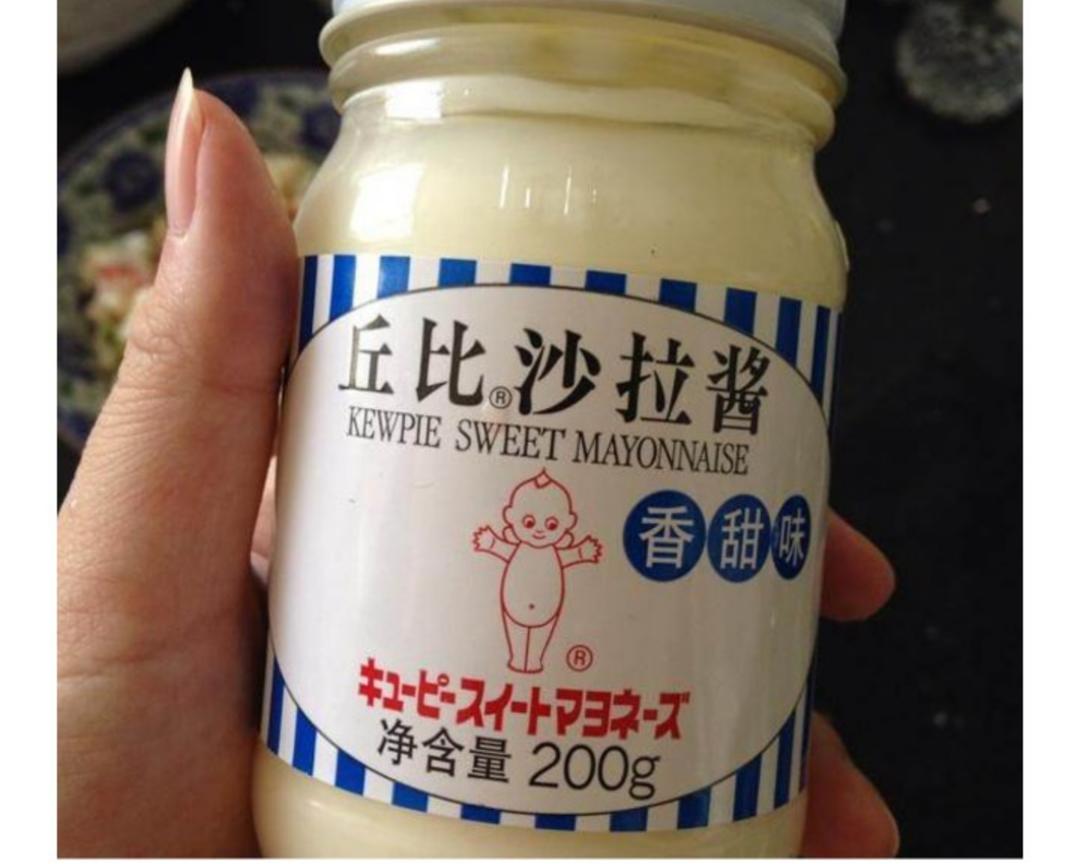 丘比®沙拉酱
KEWPIE SWEET MAYONNAISE
香甜味
®
キユーピースイートマヨネーズ
净含量 200g